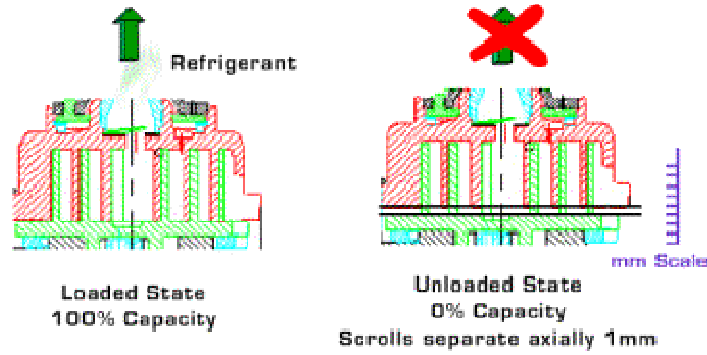 Refrigerant
mm Scale
Loaded State
100% Capacity
Unloaded State
0% Capacity
Scrolls separate axially 1mm